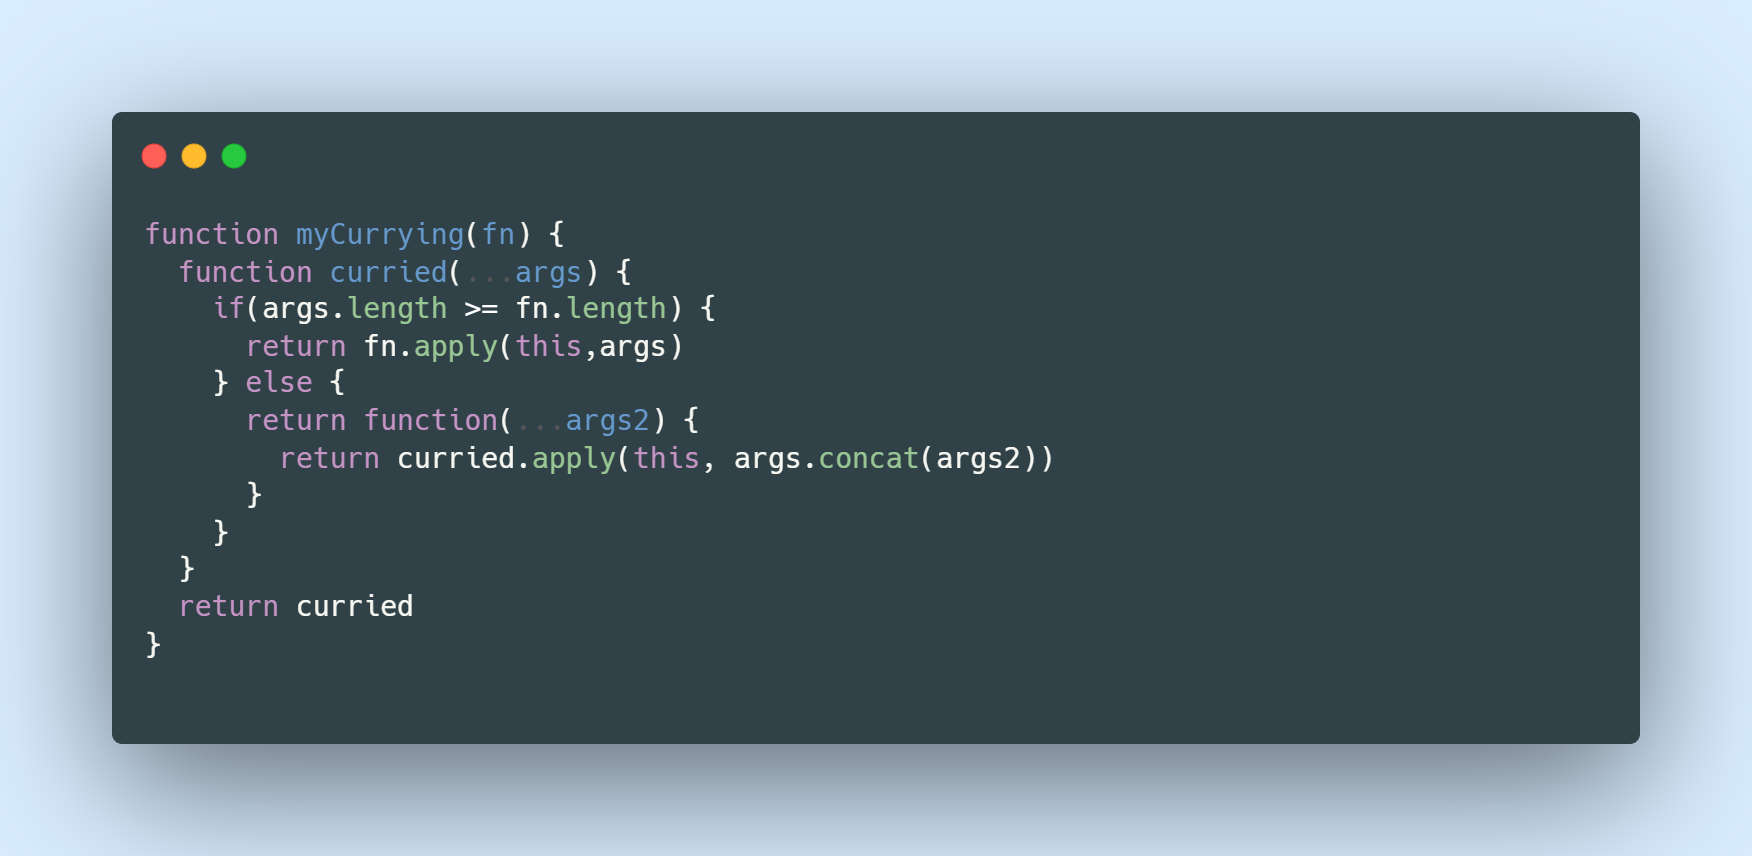 function myCurrying(fn) {
  function curried(...args) {
    if(args.length >= fn.length) {
      return fn.apply(this,args)
    } else {
      return function(...args2) {
        return curried.apply(this, args.concat(args2))
      }
    }
  }
  return curried
}